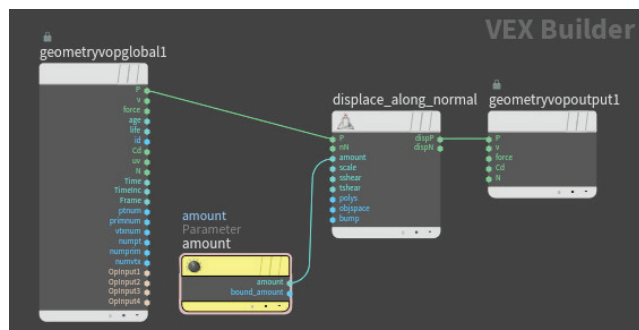 VEX Builder
geometryvopglobal1
P
v
force
age
life
id
Cd
uv
N
Time
TimeInc
Frame
ptnum
primnum
vtxnum
numpt
numprim
numvtx
OpInput1
OpInput2
OpInput3
OpInput4
amount
Parameter
amount
amount
bound_amount
displace_along_normal
P
nN
amount
scale
sshear
tshear
polys
objspace
bump
dispP
dispN
geometryvopoutput1
P
v
force
Cd
N